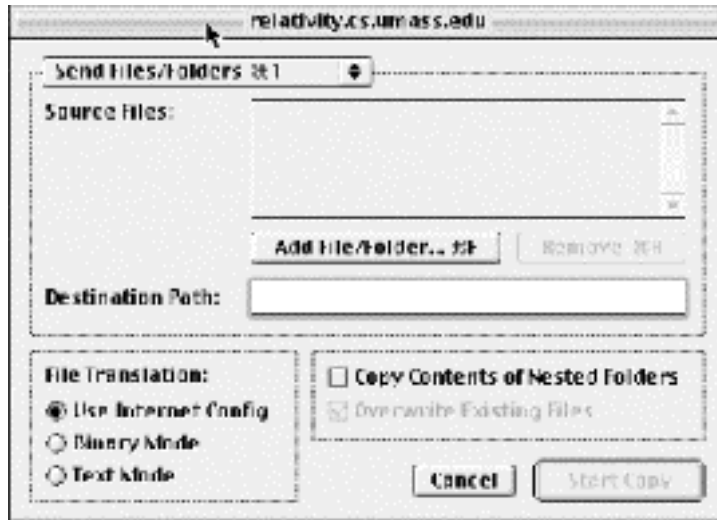 relativity.cs.umass.edu
Send Files/Folders ⌘1
Source Files:
Add File/Folder... ⌘F
Remove ⌘R
Destination Path:
File Translation:
Use Internet Config
Binary Mode
Text Mode
Copy Contents of Nested Folders
Overwrite Existing Files
Cancel
Start Copy